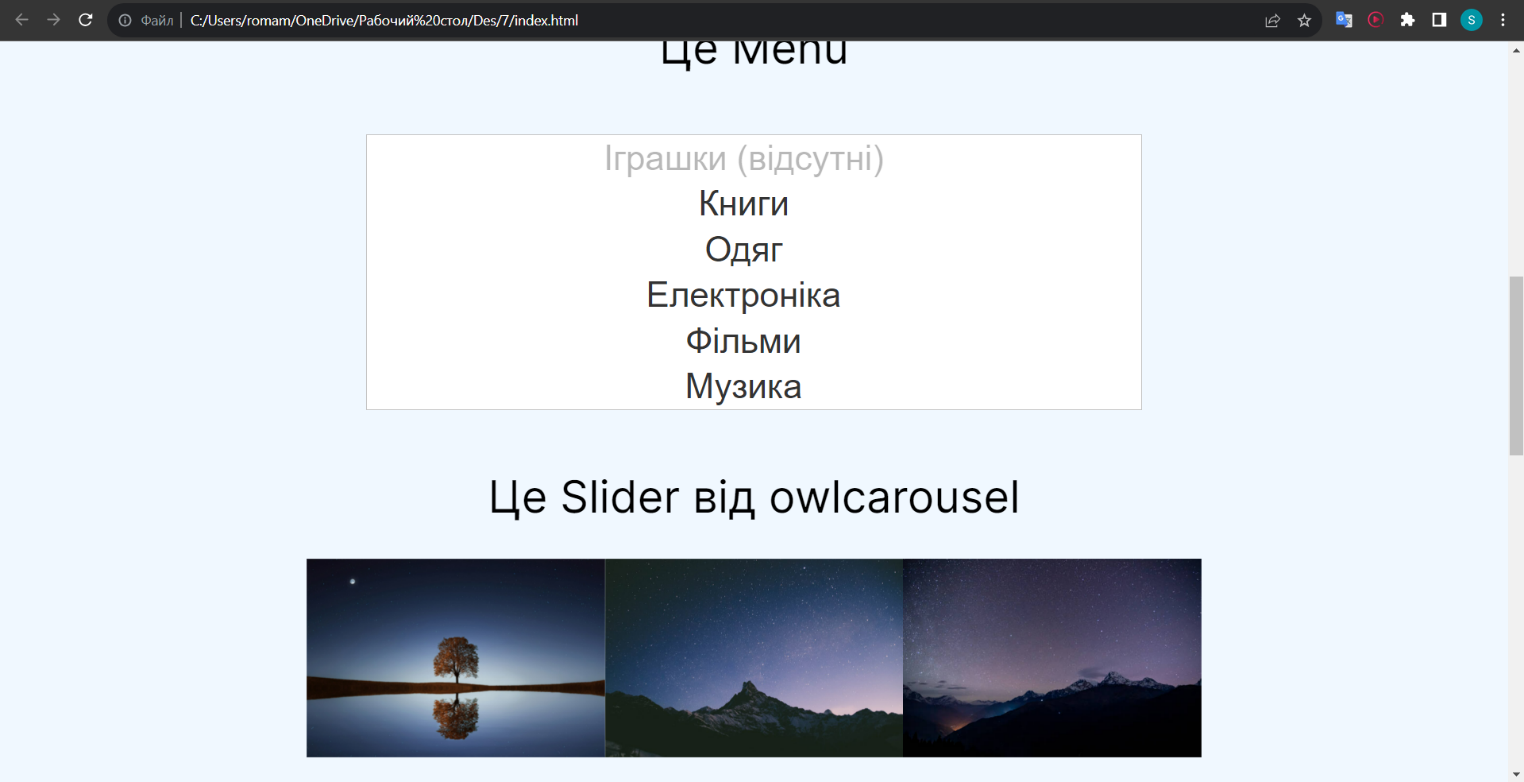 Файл | C:/Users/romam/OneDrive/Рабочий%20стол/Des/7/index.html
S
Це Menu
Іграшки (відсутні)
Книги
Одяг
Електроніка
Фільми
Музика
Це Slider від owlcarousel